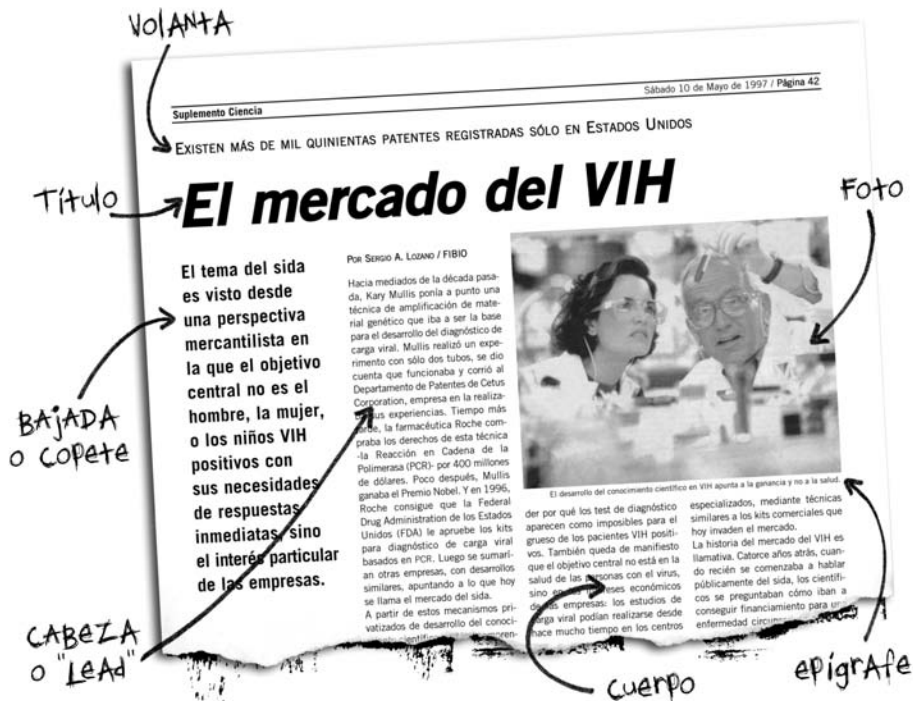 VOLANTA
Suplemento Ciencia
Sábado 10 de Mayo de 1997 / Página 42
EXISTEN MÁS DE MIL QUINIENTAS PATENTES REGISTRADAS SÓLO EN ESTADOS UNIDOS
Título
El mercado del VIH
Foto
El tema del sida
es visto desde
una perspectiva
mercantilista en
la que el objetivo
central no es el
hombre, la mujer,
o los niños VIH
positivos con
sus necesidades
de respuestas
inmediatas, sino
el interés particular
de las empresas.
BAJADA
o copete
POR SERGIO A. LOZANO / FIBIO
Hacia mediados de la década pasa-
da, Kary Mullis ponía a punto una
técnica de amplificación de mate-
rial genético que iba a ser la base
para el desarrollo del diagnóstico de
carga viral. Mullis realizó un expe-
rimento con sólo dos tubos, se dio
cuenta que funcionaba y corrió al
Departamento de Patentes de Cetus
Corporation, empresa en la realiza-
sus experiencias. Tiempo más
la farmacéutica Roche com-
praba los derechos de esta técnica
-la Reacción en Cadena de la
Polimerasa (PCR)- por 400 millones
de dólares. Poco después, Mullis
ganaba el Premio Nobel. Y en 1996,
Roche consigue que la Federal
Drug Administration de los Estados
Unidos (FDA) le apruebe los kits
para diagnóstico de carga viral
basados en PCR. Luego se sumarí-
an otras empresas, con desarrollos
similares, apuntando a lo que hoy
se llama el mercado del sida.
A partir de estos mecanismos pri-
vatizados de desarrollo del conoci-
CABEZA
o "LeAd"
El desarrollo del conocimiento científico en VIH apunta a la ganancia y no a la salud.
der por qué los test de diagnóstico
aparecen como imposibles para el
grueso de los pacientes VIH positi-
vos. También queda de manifiesto
que el objetivo central no está en la
salud de las personas con el virus,
sino en los intereses económicos
de las empresas: los estudios de
carga viral podían realizarse desde
hace mucho tiempo en los centros
cuerpo
especializados, mediante técnicas
similares a los kits comerciales que
hoy invaden el mercado.
La historia del mercado del VIH es
llamativa. Catorce años atrás, cuan-
do recién se comenzaba a hablar
públicamente del sida, los científi-
cos se preguntaban cómo iban a
conseguir financiamiento para
enfermedad
epígrafe